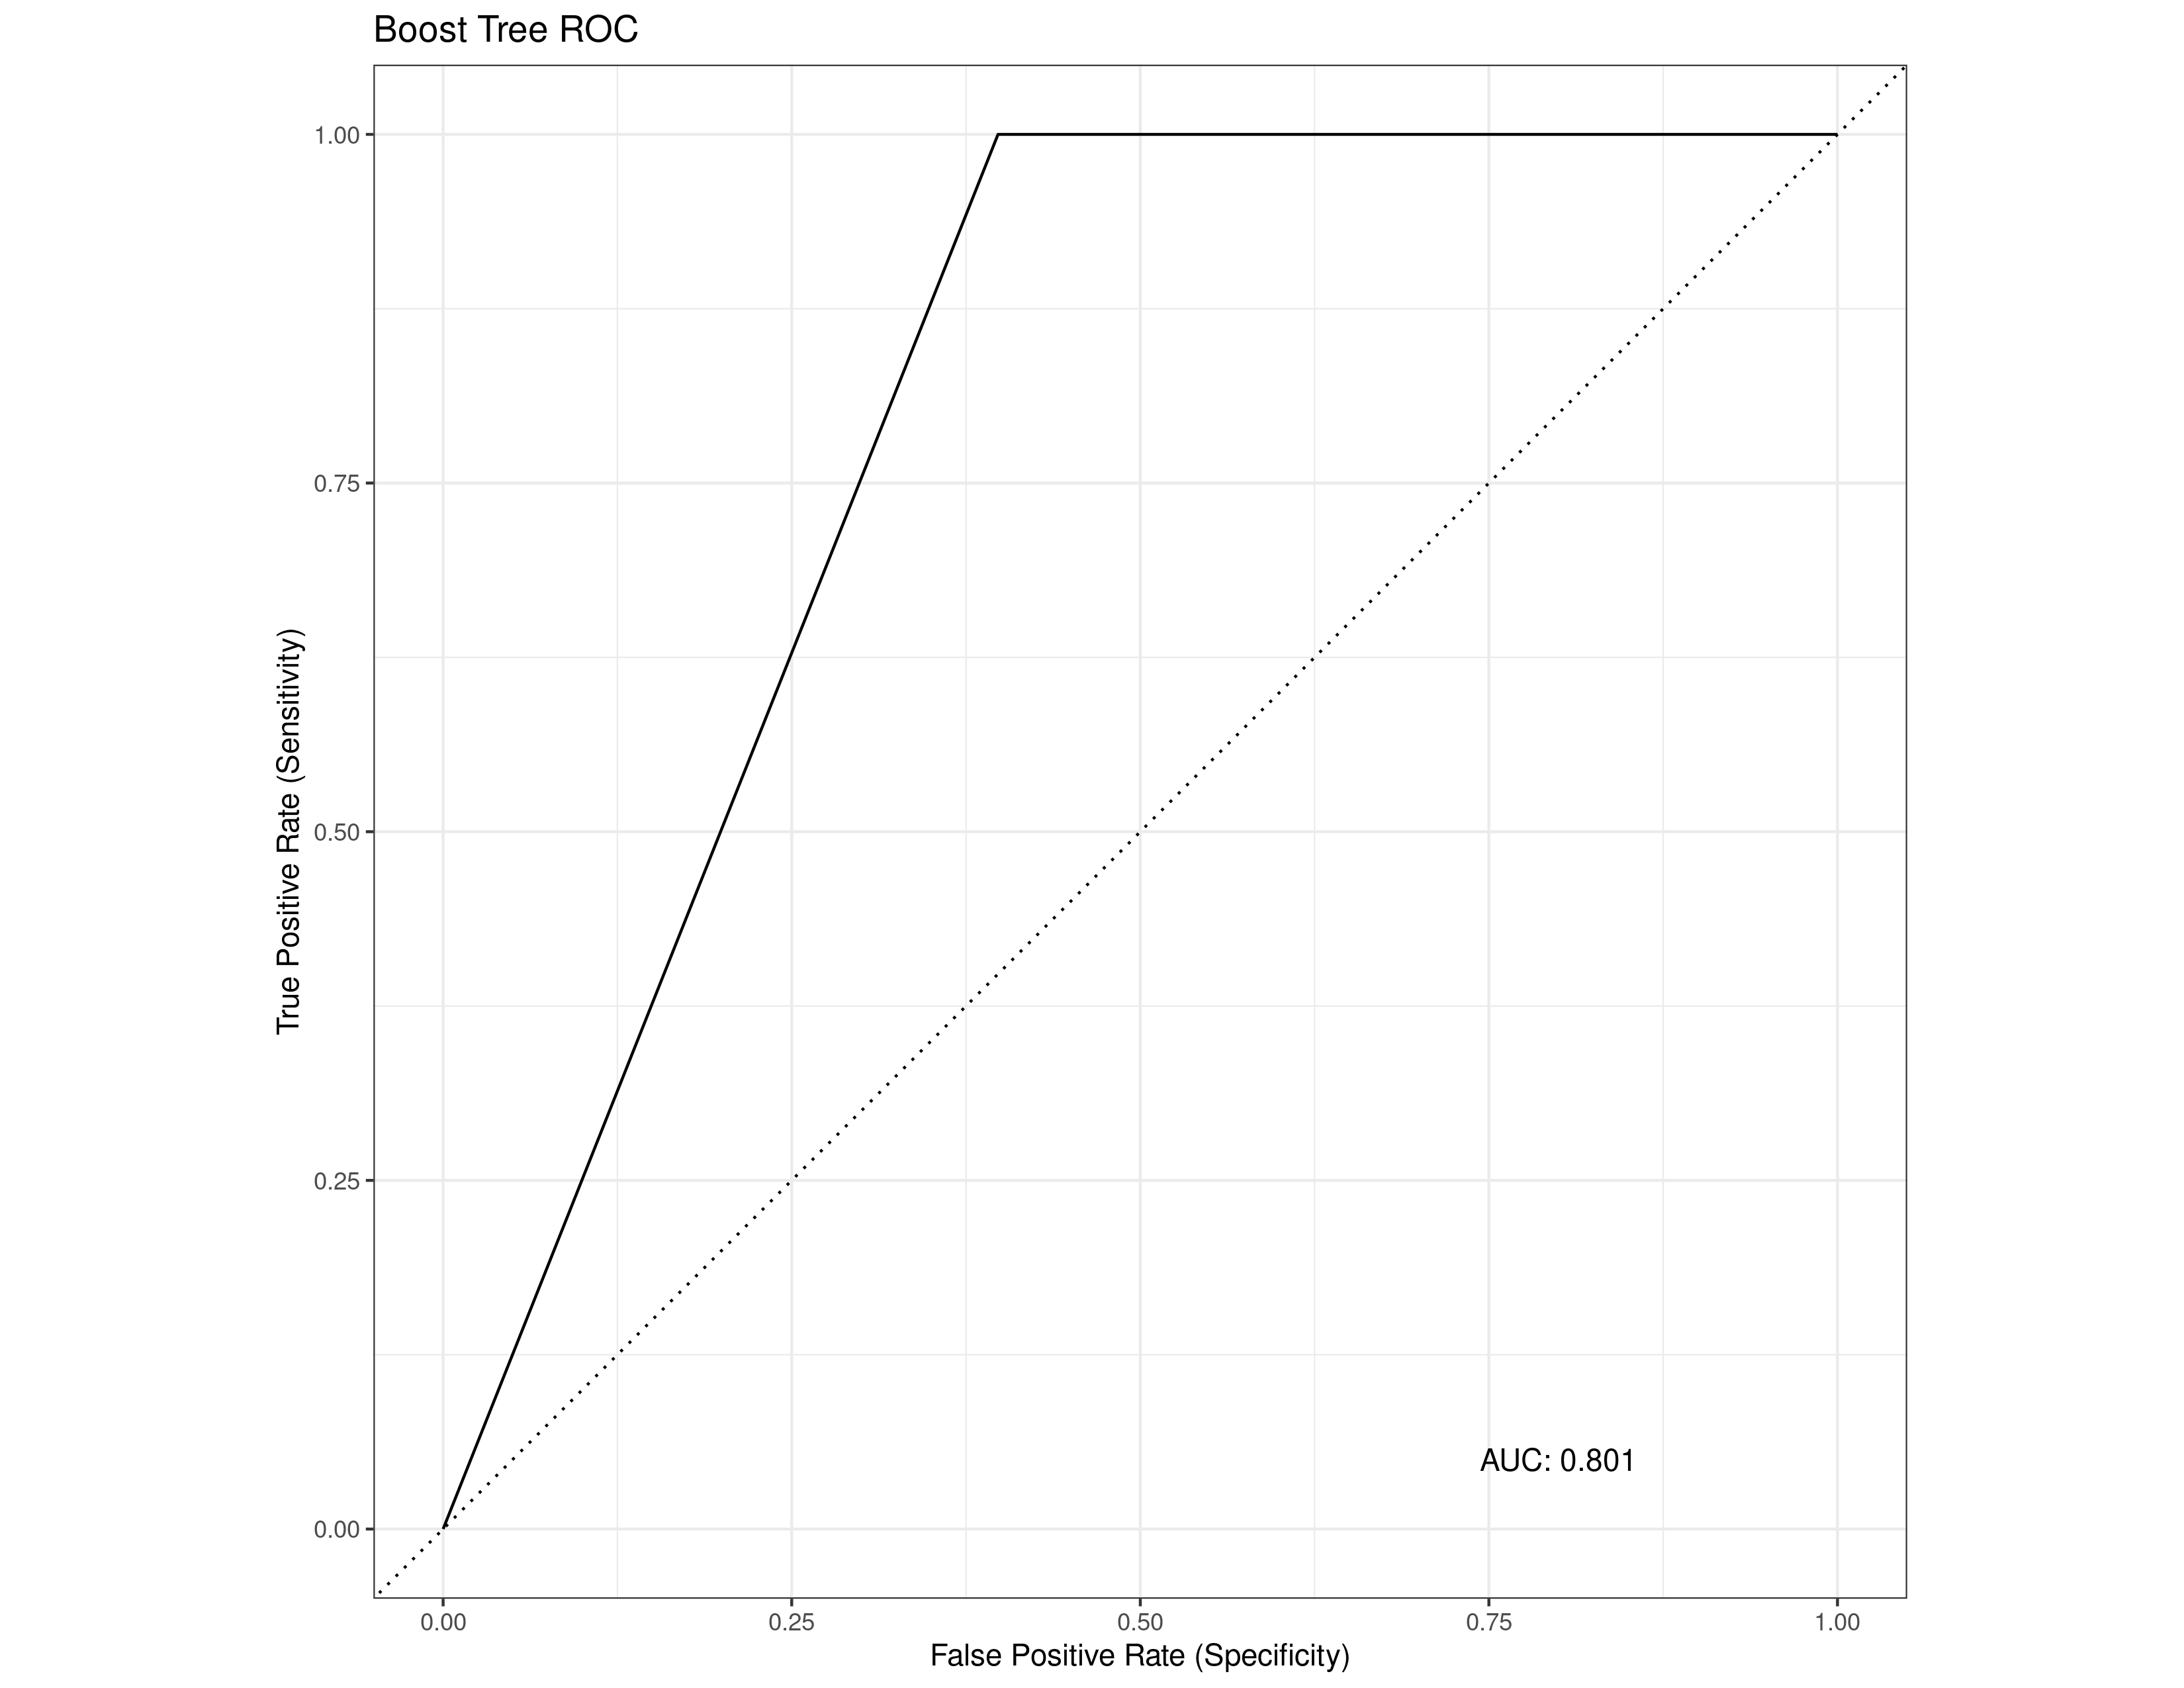 Boost Tree ROC
True Positive Rate (Sensitivity)
1.00
0.75
0.50
0.25
0.00
AUC: 0.801
0.00 0.25 0.50 0.75 1.00
False Positive Rate (Specificity)